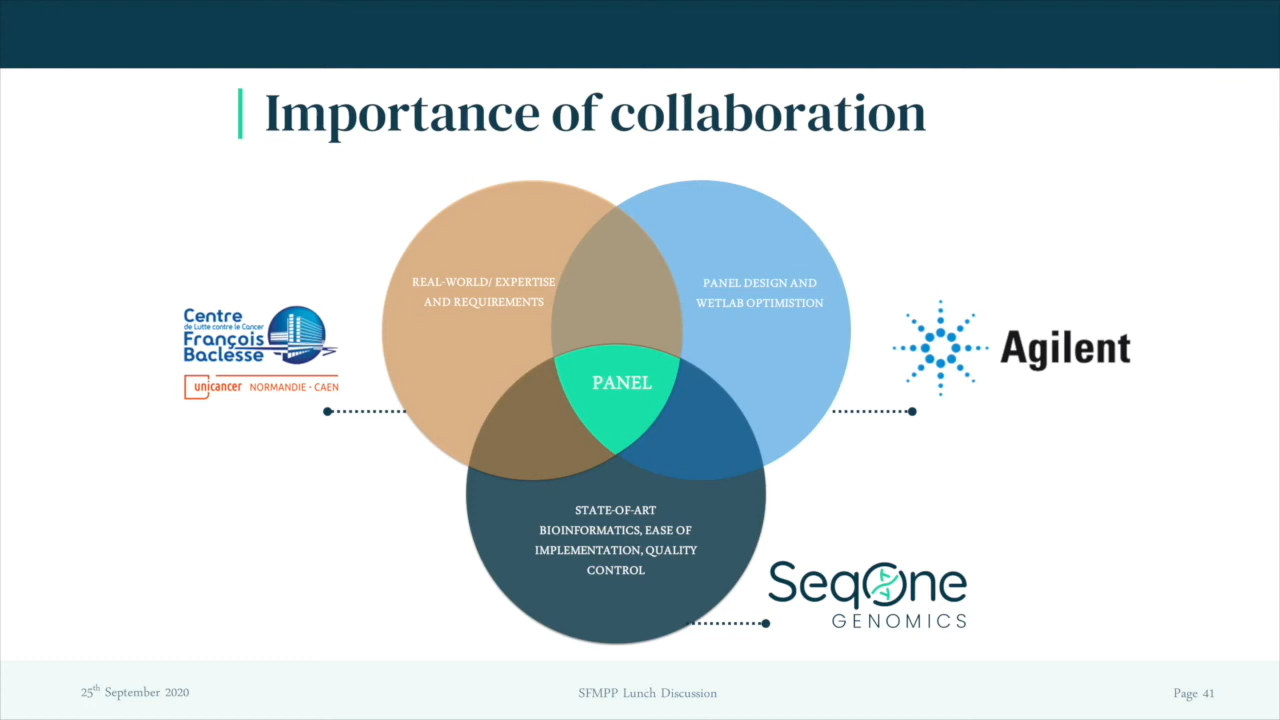 Importance of collaboration
REAL-WORLD/ EXPERTISE
AND REQUIREMENTS
PANEL DESIGN AND
WETLAB OPTIMISTION
Centre
de Lutte contre le Cancer
François
Baclesse
unicancer NORMANDIE - CAEN
Agilent
PANEL
STATE-OF-ART
BIOINFORMATICS, EASE OF
IMPLEMENTATION, QUALITY
CONTROL
SeqOne
GENOMICS
25th September 2020
SFMPP Lunch Discussion
Page 41